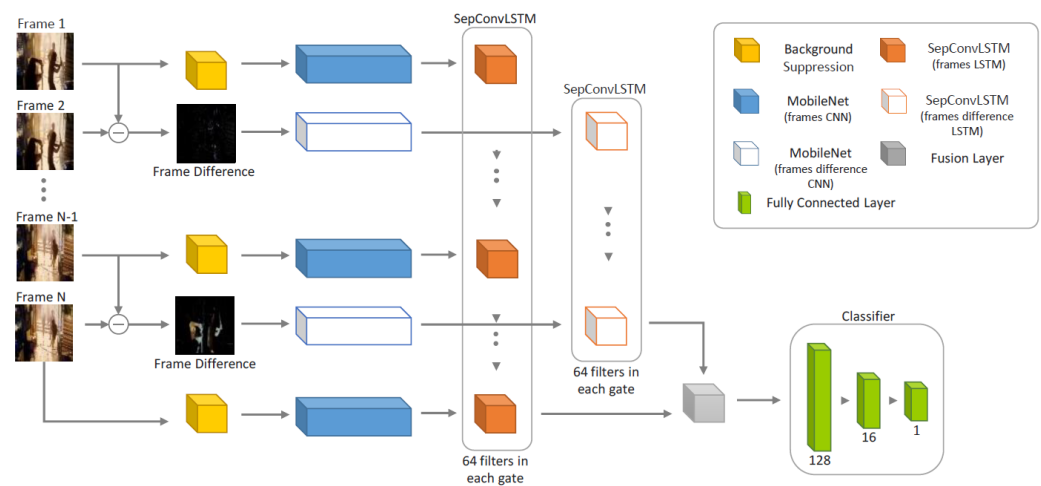 Frame 1
SepConvLSTM
Frame 2
Frame Difference
Frame N-1
Frame N
Frame Difference
64 filters in
each gate
SepConvLSTM
64 filters in
each gate
Background
Suppression
SepConvLSTM
(frames LSTM)
MobileNet
(frames CNN)
SepConvLSTM
(frames difference
LSTM)
MobileNet
(frames difference
CNN)
Fusion Layer
Fully Connected Layer
Classifier
128
16
1